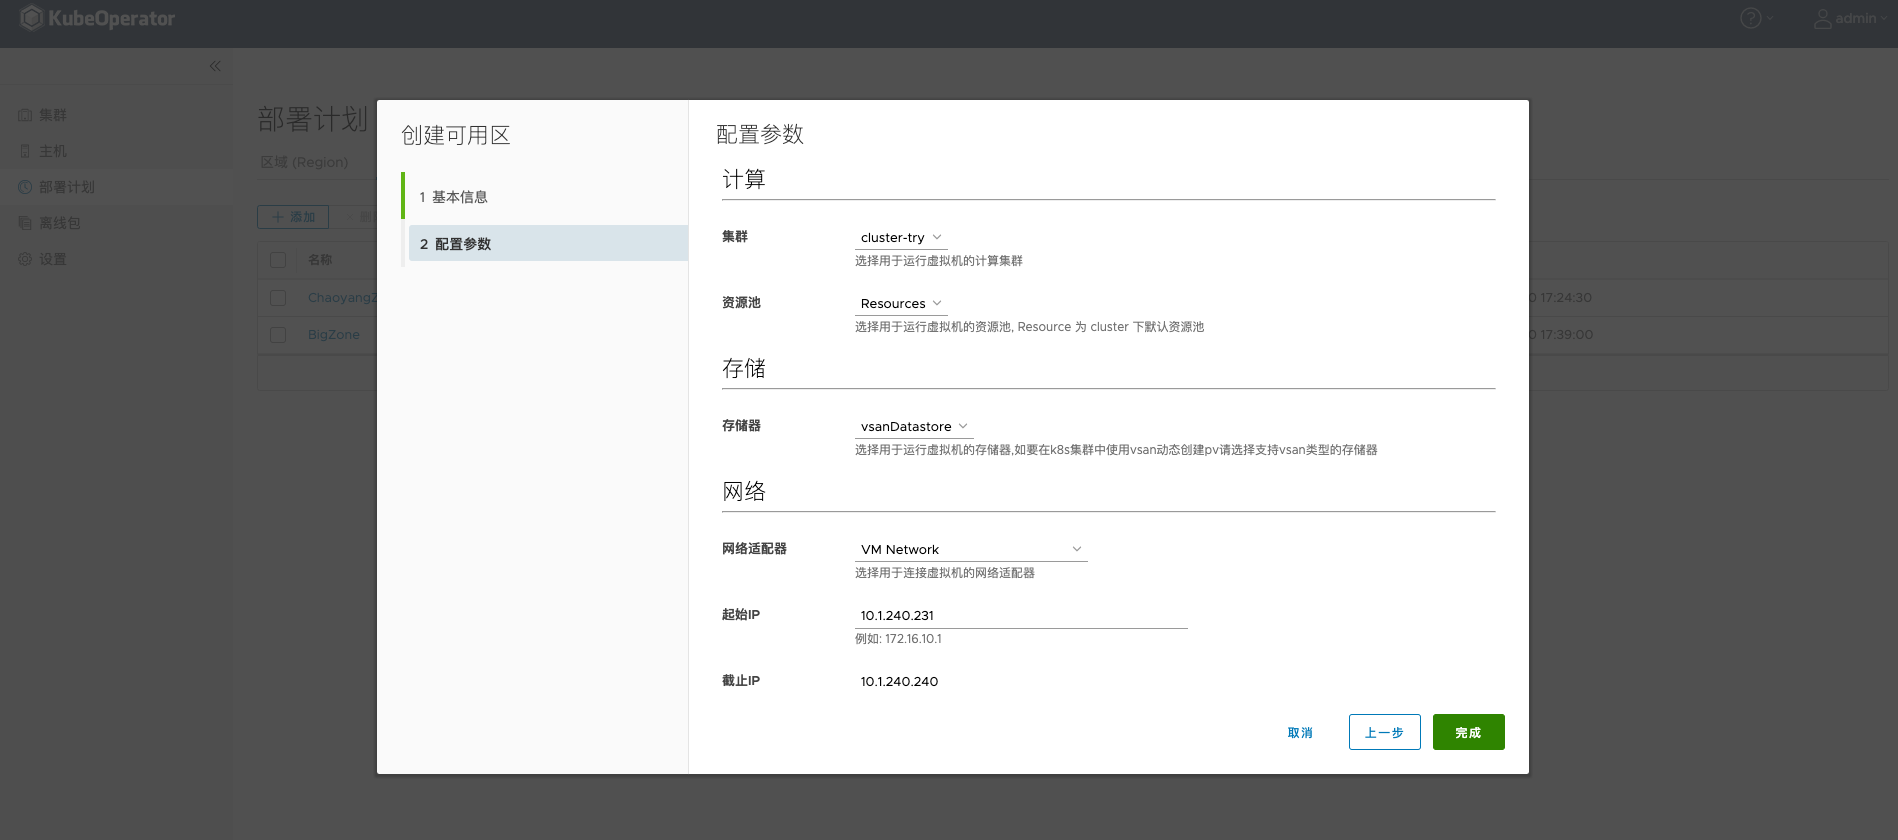 KubeOperator
admin
集群
主机
部署计划
离线包
设置
部署计划
区域 (Region)
添加
名称
ChaoyangZ
0 17:24:30
BigZone
0 17:39:00
创建可用区
1 基本信息
2 配置参数
配置参数
计算
集群
cluster-try
选择用于运行虚拟机的计算集群
资源池
Resources
选择用于运行虚拟机的资源池, Resource 为 cluster 下默认资源池
存储
存储器
vsanDatastore
选择用于运行虚拟机的存储器,如要在k8s集群中使用vsan动态创建pv请选择支持vsan类型的存储器
网络
网络适配器
VM Network
选择用于连接虚拟机的网络适配器
起始IP
10.1.240.231
例如: 172.16.10.1
截止IP
10.1.240.240
取消
上一步
完成